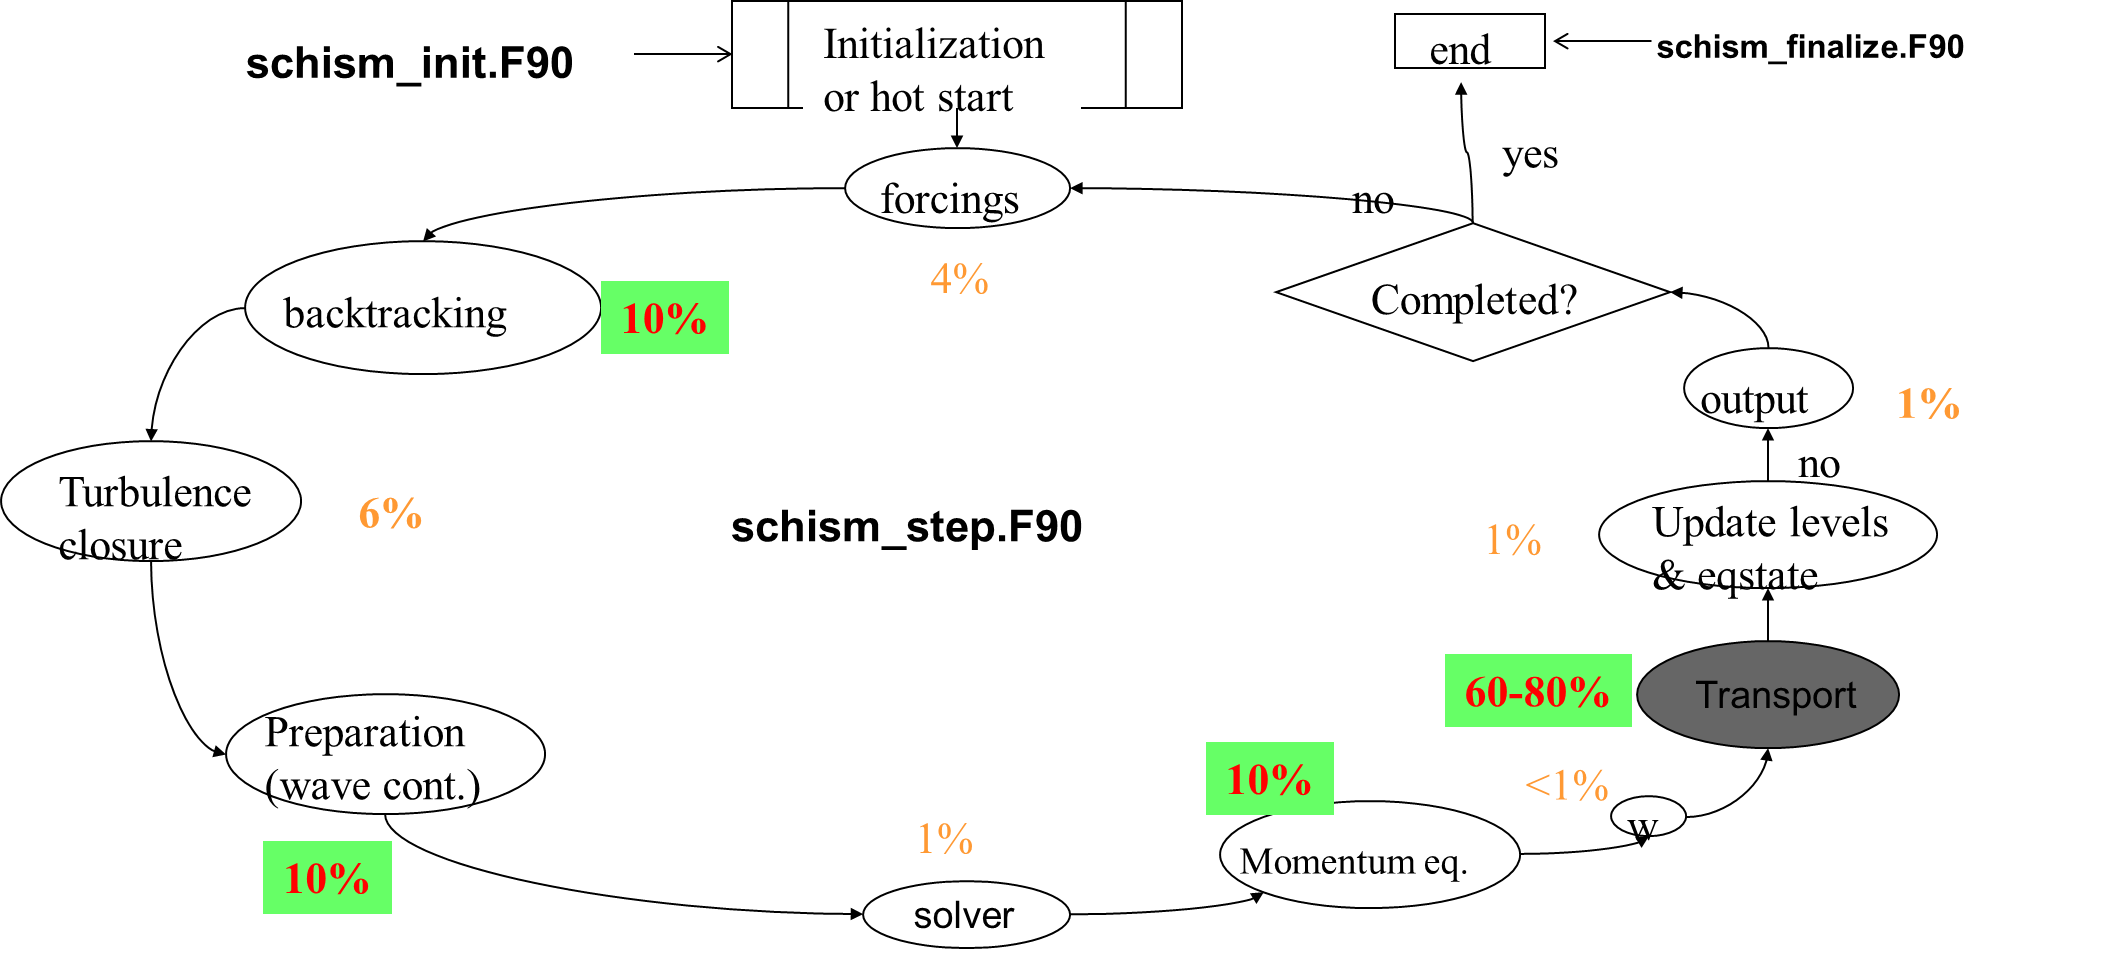 schism_init.F90
Initialization
or hot start
end
schism_finalize.F90
yes
no
forcings
4%
backtracking
10%
Completed?
output
1%
no
Turbulence
closure
6%
schism_step.F90
1%
Update levels
& eqstate
60-80%
Transport
Preparation
(wave cont.)
10%
1%
solver
10%
Momentum eq.
<1%
w